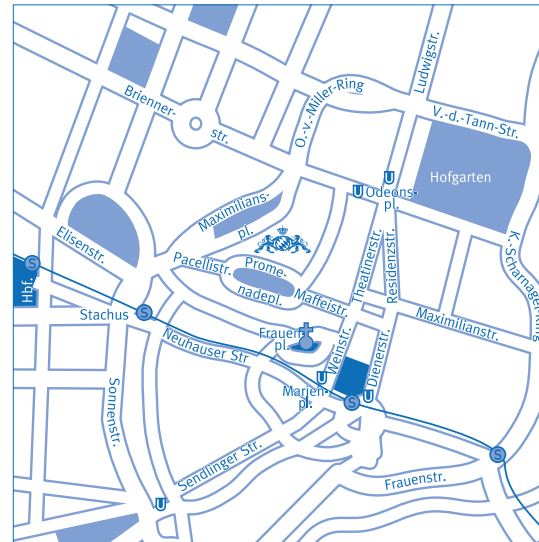 Ludwigstr.
O.-v.-Miller-Ring
Brienner-
str.
V.-d.-Tann-Str.
Hofgarten
U
U
Odeons-
pl.
Maximilians-
pl.
Elisenstr.
Pacellistr.
Prome-
nadepl.
Theatinerstr.
Residenzstr.
K.-Scharnagel-Ring
S
Hbf.
Maffeistr.
Maximilianstr.
Stachus
S
Frauen-
pl.
Neuhauser Str
Weinstr.
Dienerstr.
U
Marien-
pl.
U
S
Sonnenstr.
Sendlinger Str.
S
Frauenstr.
U